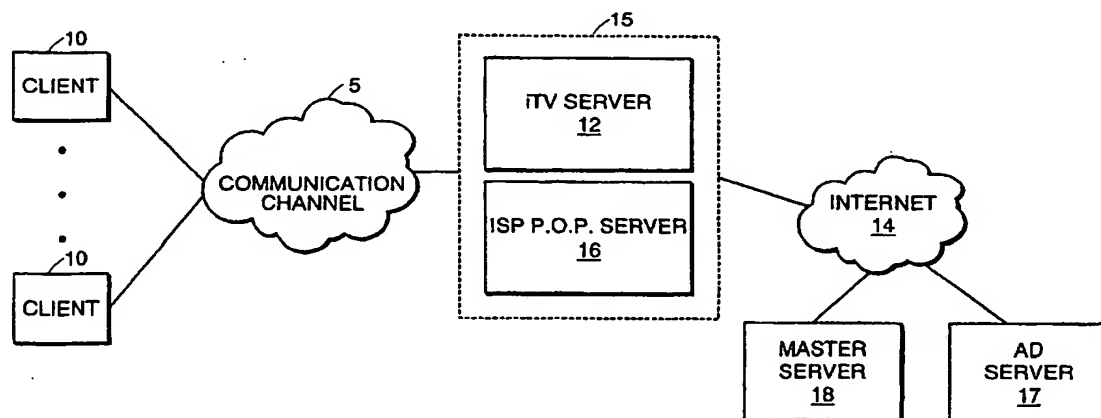 10
CLIENT
10
CLIENT
5
COMMUNICATION
CHANNEL
15
iTV SERVER
12
ISP P.O.P. SERVER
16
INTERNET
14
MASTER
SERVER
18
AD
SERVER
17